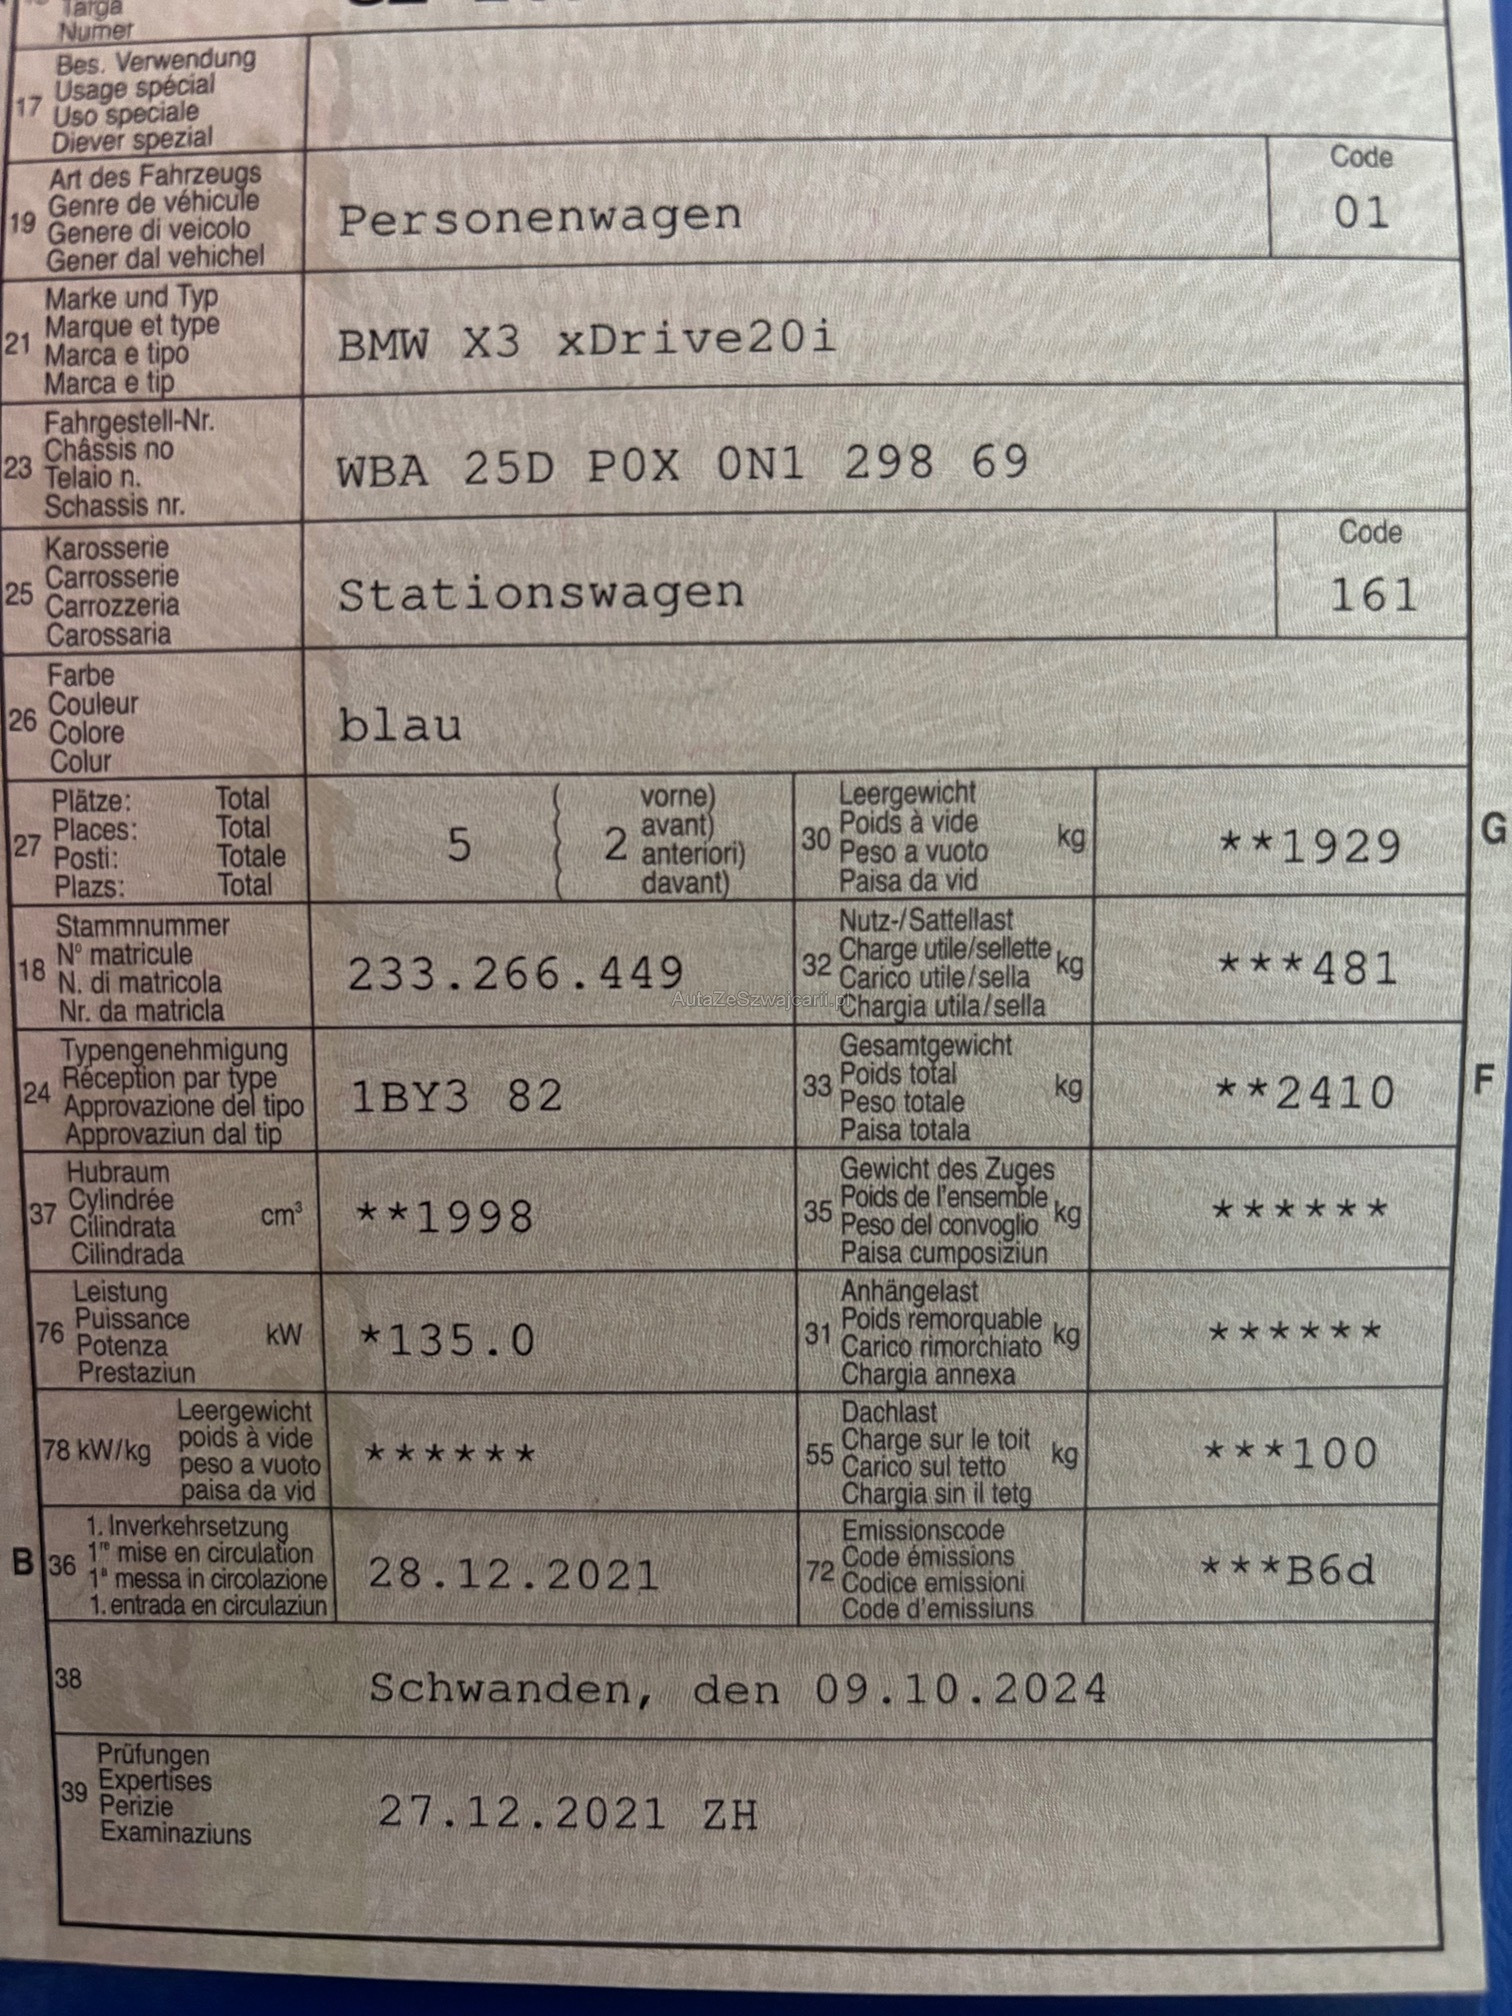 Targa
Numer
17 Bes. Verwendung
Usage spécial
Uso speciale
Diever spezial
19 Art des Fahrzeugs
Genre de véhicule
Genere di veicolo
Gener dal vehichel
Personenwagen
Code
01
21 Marke und Typ
Marque et type
Marca e tipo
Marca e tip
BMW X3 xDrive20i
23 Fahrgestell-Nr.
Châssis no
Telaio n.
Schassis nr.
WBA 25D P0X 0N1 298 69
25 Karosserie
Carrosserie
Carrozzeria
Carossaria
Stationswagen
Code
161
26 Farbe
Couleur
Colore
Colur
blau
27 Plätze: Total
Places: Total
Posti: Totale
Plazs: Total
5 ( 2 vorne)
avant)
anteriori)
davant)
30 Leergewicht
Poids à vide
Peso a vuoto
Paisa da vid
kg
**1929
G
18 Stammnummer
N° matricule
N. di matricola
Nr. da matricla
233.266.449
32 Nutz-/Sattellast
Charge utile/sellette
Carico utile/sella
Chargia utila/sella
kg
***481
AutaZeSzwajcarii.pl
24 Typengenehmigung
Réception par type
Approvazione del tipo
Approvaziun dal tip
1BY3 82
33 Gesamtgewicht
Poids total
Peso totale
Paisa totala
kg
**2410
F
37 Hubraum
Cylindrée
Cilindrata
Cilindrada
cm³
**1998
35 Gewicht des Zuges
Poids de l'ensemble
Peso del convoglio
Paisa cumposiziun
kg
******
76 Leistung
Puissance
Potenza
Prestaziun
kW
*135.0
31 Anhängelast
Poids remorquable
Carico rimorchiato
Chargia annexa
kg
******
78 kW/kg
Leergewicht
poids à vide
peso a vuoto
paisa da vid
******
55 Dachlast
Charge sur le toit
Carico sul tetto
Chargia sin il tetg
kg
***100
B 36 1. Inverkehrsetzung
1re mise en circulation
1a messa in circolazione
1. entrada en circulaziun
28.12.2021
72 Emissionscode
Code émissions
Codice emissioni
Code d'emissiuns
***B6d
38 Schwanden, den 09.10.2024
39 Prüfungen
Expertises
Perizie
Examinaziuns
27.12.2021 ZH